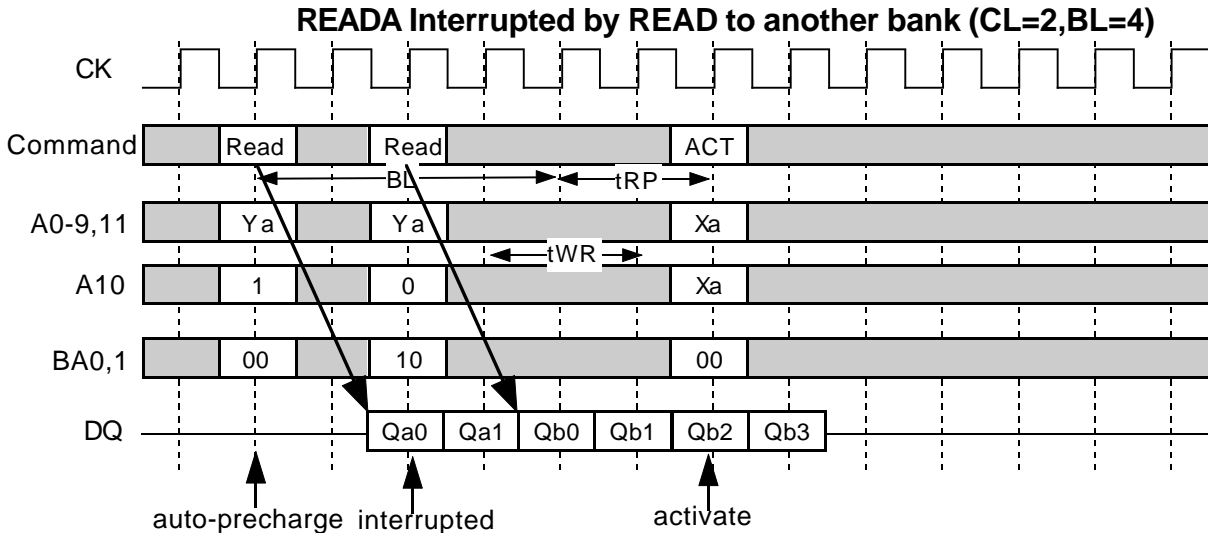 READA Interrupted by READ to another bank (CL=2,BL=4)
CK
Command Read Read ACT
BL tRP
A0-9,11 Ya Ya Xa
tWR
A10 1 0 Xa
BA0,1 00 10 00
DQ Qa0 Qa1 Qb0 Qb1 Qb2 Qb3
auto-precharge interrupted activate